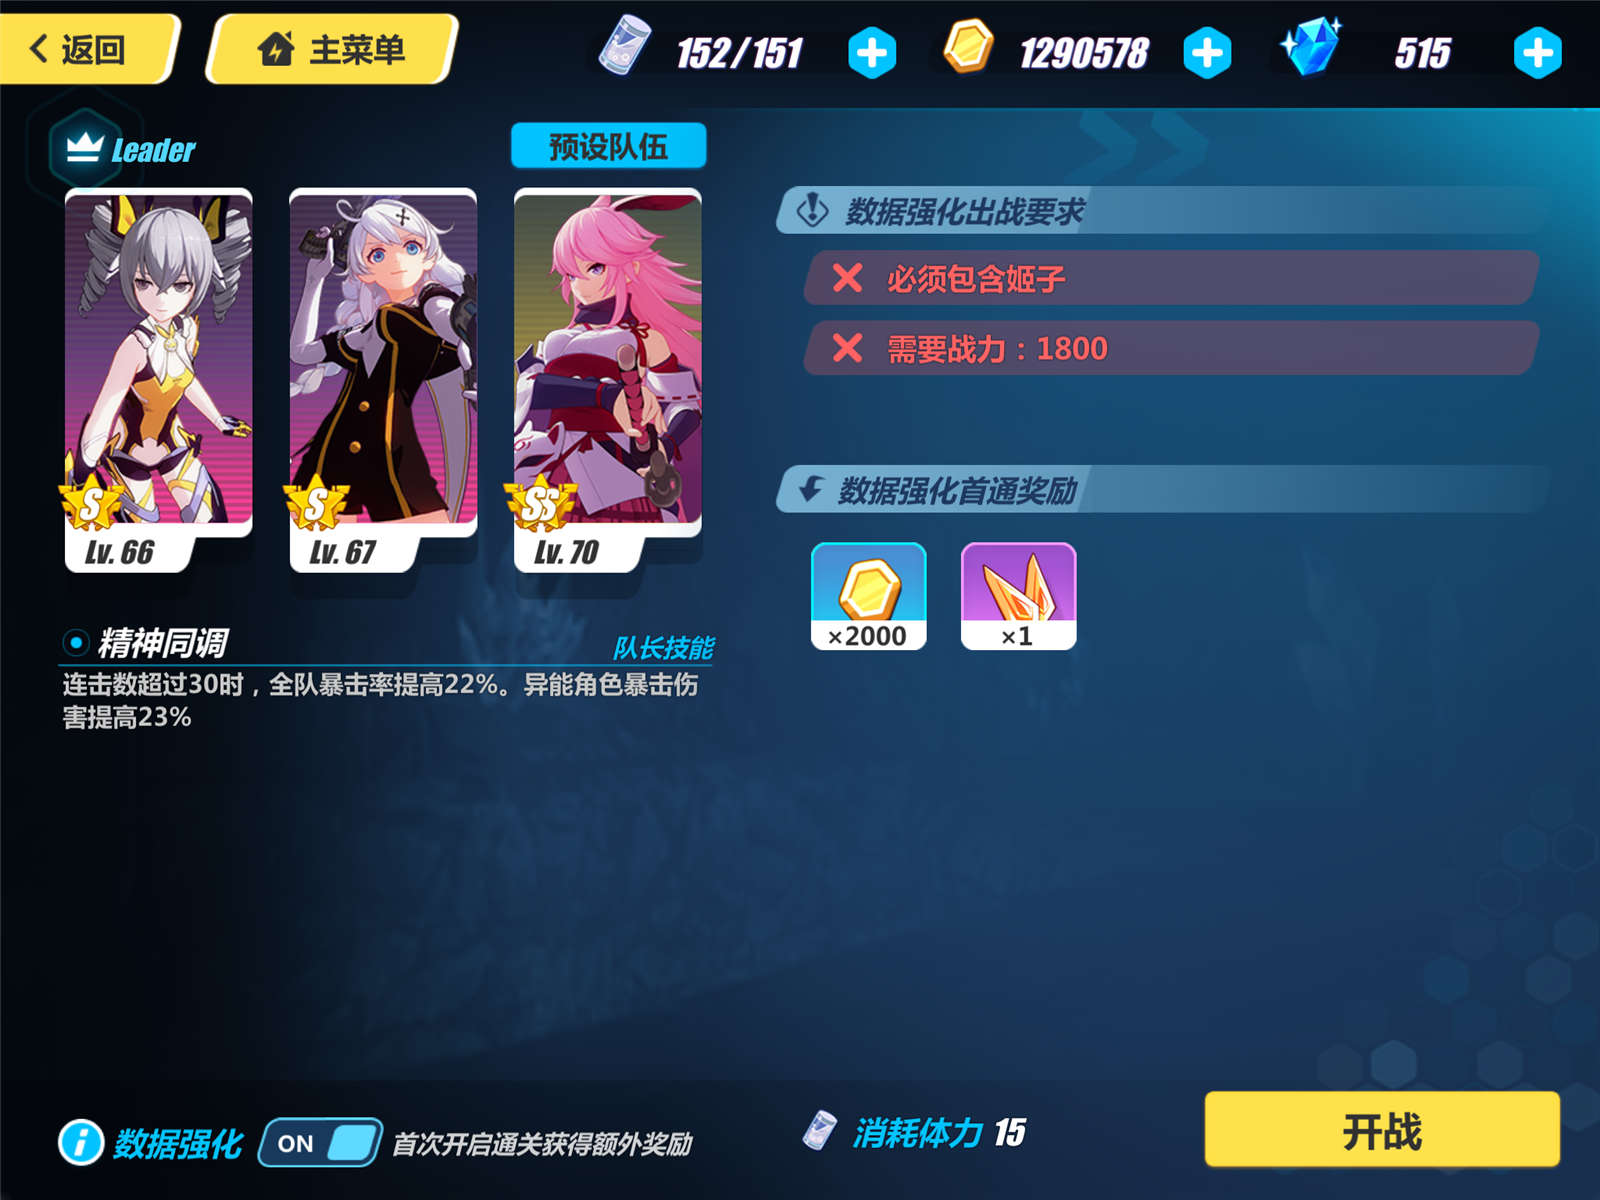 返回
主菜单
152/151
1290578
515
Leader
预设队伍
S
Lv. 66
S
Lv. 67
SS
Lv. 70
精神同调
队长技能
连击数超过30时，全队暴击率提高22%。异能角色暴击伤
害提高23%
数据强化出战要求
必须包含姬子
需要战力：1800
数据强化首通奖励
×2000
×1
数据强化
ON
首次开启通关获得额外奖励
消耗体力 15
开战